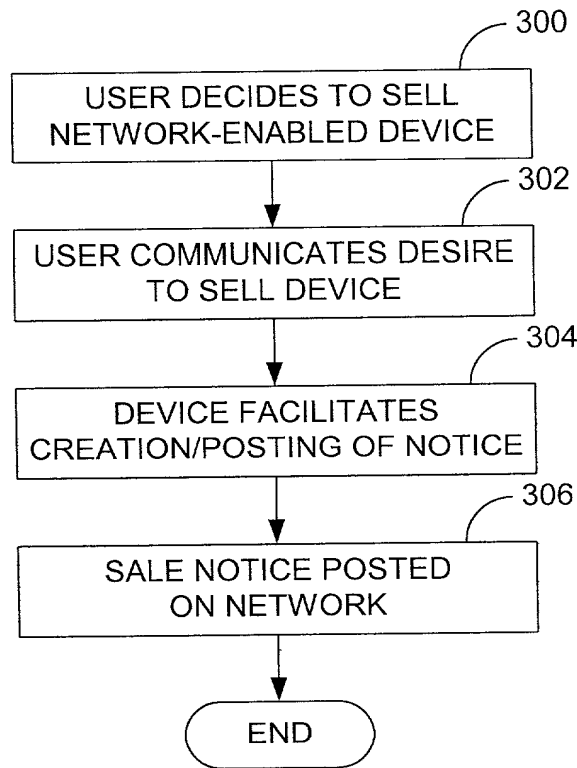 300
USER DECIDES TO SELL
NETWORK-ENABLED DEVICE
302
USER COMMUNICATES DESIRE
TO SELL DEVICE
304
DEVICE FACILITATES
CREATION/POSTING OF NOTICE
306
SALE NOTICE POSTED
ON NETWORK
END